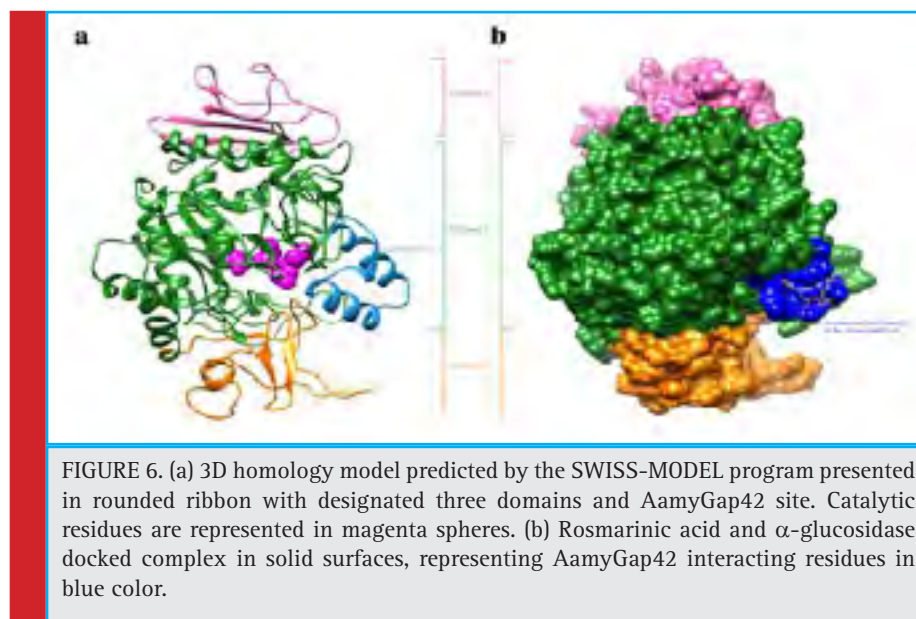 a
b
FIGURE 6. (a) 3D homology model predicted by the SWISS-MODEL program presented
in rounded ribbon with designated three domains and AamyGap42 site. Catalytic
residues are represented in magenta spheres. (b) Rosmarinic acid and α-glucosidase
docked complex in solid surfaces, representing AamyGap42 interacting residues in
blue color.